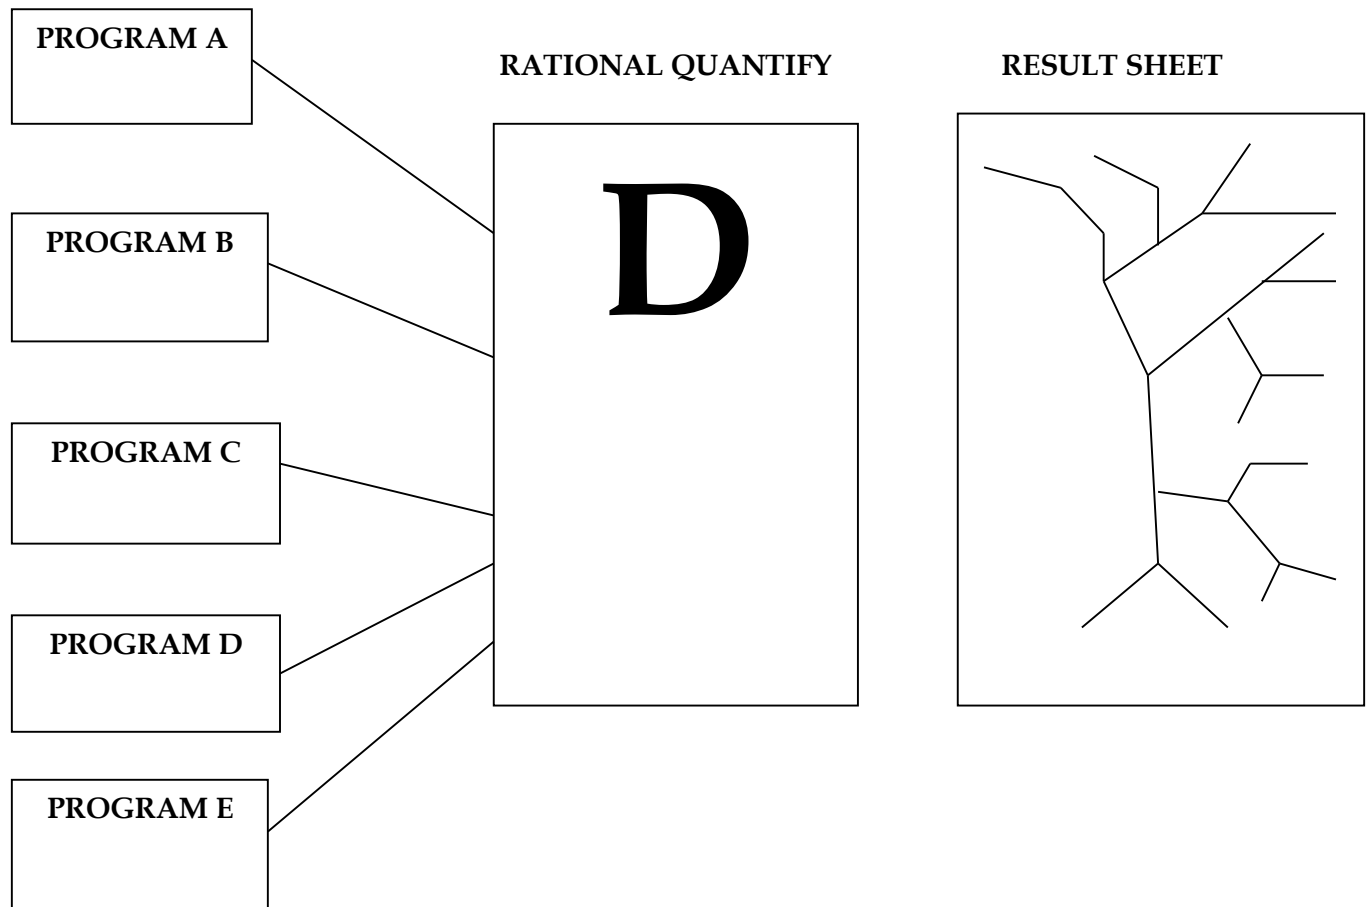 PROGRAM A
RATIONAL QUANTIFY
RESULT SHEET
D
PROGRAM B
PROGRAM C
PROGRAM D
PROGRAM E